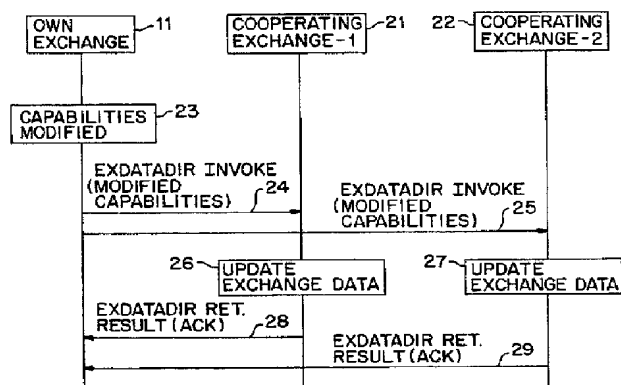 OWN
EXCHANGE
11
COOPERATING
EXCHANGE-1
21
22
COOPERATING
EXCHANGE-2
CAPABILITIES
MODIFIED
23
EXDATADIR INVOKE
(MODIFIED
CAPABILITIES)
24
EXDATADIR INVOKE
(MODIFIED
CAPABILITIES)
25
26
UPDATE
EXCHANGE DATA
27
UPDATE
EXCHANGE DATA
EXDATADIR RET.
RESULT (ACK)
28
EXDATADIR RET.
RESULT (ACK)
29